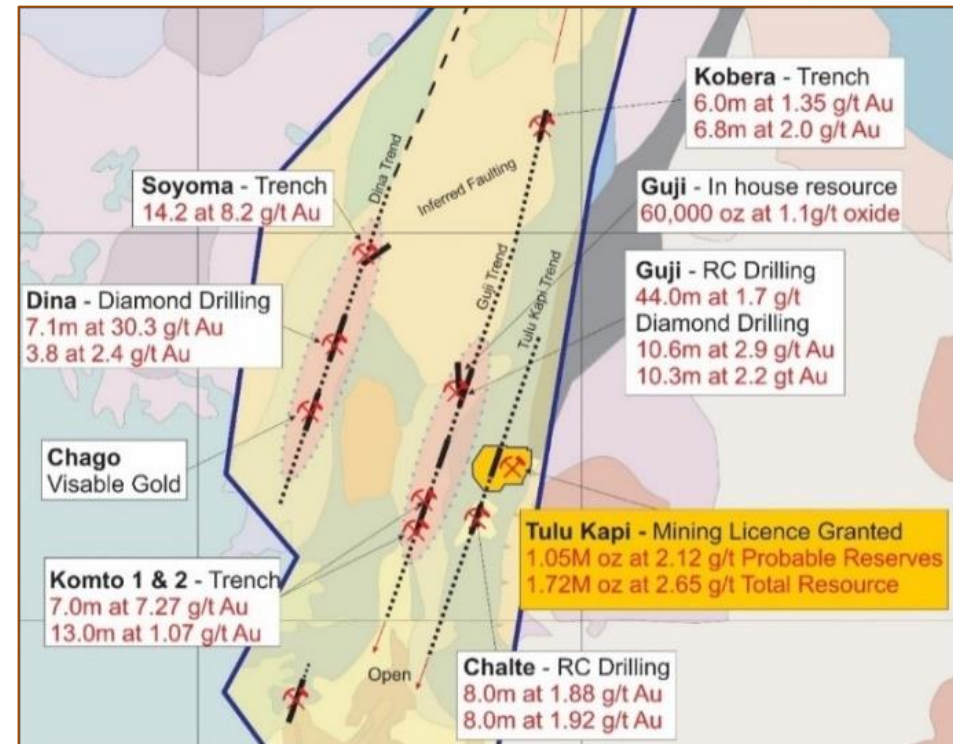 Kobera - Trench
6.0m at 1.35 g/t Au
6.8m at 2.0 g/t Au
Dina Trend
Inferred Faulting
Soyoma - Trench
14.2 at 8.2 g/t Au
Guji - In house resource
60,000 oz at 1.1g/t oxide
Guji Trend
Tulu Kapi Trend
Guji - RC Drilling
44.0m at 1.7 g/t
Diamond Drilling
10.6m at 2.9 g/t Au
10.3m at 2.2 gt Au
Dina - Diamond Drilling
7.1m at 30.3 g/t Au
3.8 at 2.4 g/t Au
Chago
Visable Gold
Tulu Kapi - Mining Licence Granted
1.05M oz at 2.12 g/t Probable Reserves
1.72M oz at 2.65 g/t Total Resource
Komto 1 & 2 - Trench
7.0m at 7.27 g/t Au
13.0m at 1.07 g/t Au
Open
Chalte - RC Drilling
8.0m at 1.88 g/t Au
8.0m at 1.92 g/t Au